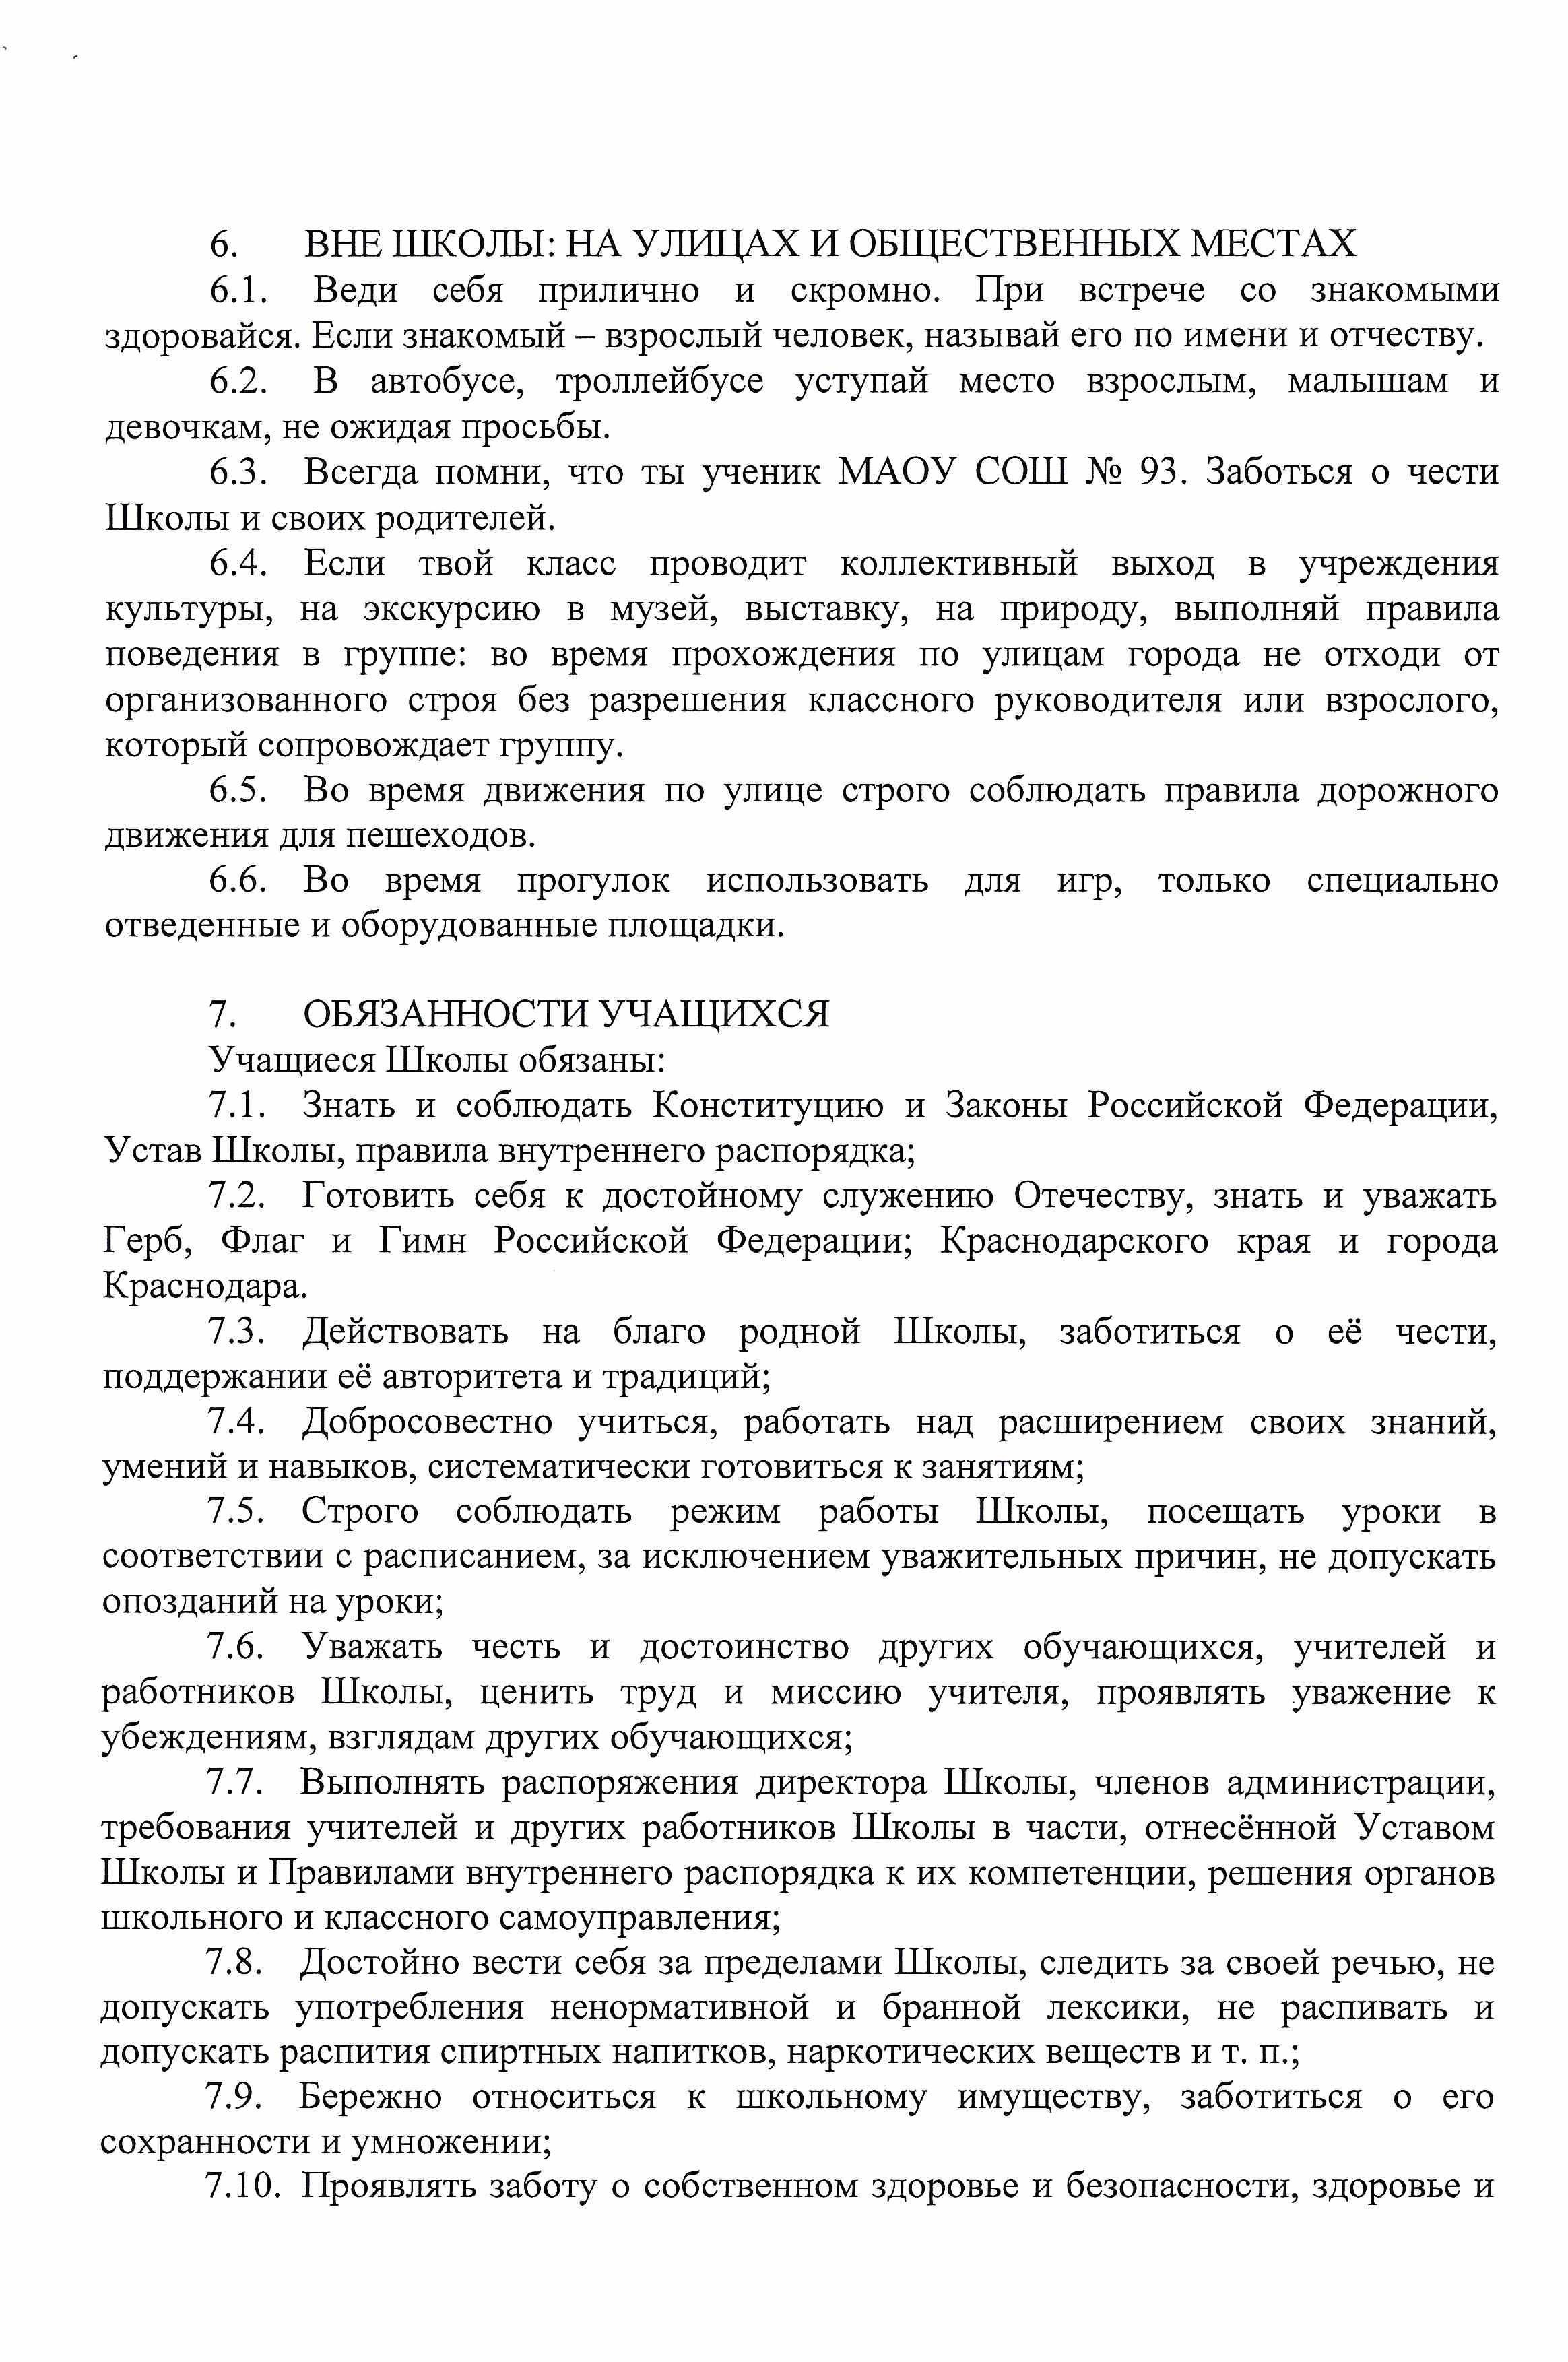 6. ВНЕ ШКОЛЫ: НА УЛИЦАХ И ОБЩЕСТВЕННЫХ МЕСТАХ
6.1. Веди себя прилично и скромно. При встрече со знакомыми
здоровайся. Если знакомый – взрослый человек, называй его по имени и отчеству.
6.2. В автобусе, троллейбусе уступай место взрослым, малышам и
девочкам, не ожидая просьбы.
6.3. Всегда помни, что ты ученик МАОУ СОШ № 93. Заботься о чести
Школы и своих родителей.
6.4. Если твой класс проводит коллективный выход в учреждения
культуры, на экскурсию в музей, выставку, на природу, выполняй правила
поведения в группе: во время прохождения по улицам города не отходи от
организованного строя без разрешения классного руководителя или взрослого,
который сопровождает группу.
6.5. Во время движения по улице строго соблюдать правила дорожного
движения для пешеходов.
6.6. Во время прогулок использовать для игр, только специально
отведенные и оборудованные площадки.
7. ОБЯЗАННОСТИ УЧАЩИХСЯ
Учащиеся Школы обязаны:
7.1. Знать и соблюдать Конституцию и Законы Российской Федерации,
Устав Школы, правила внутреннего распорядка;
7.2. Готовить себя к достойному служению Отечеству, знать и уважать
Герб, Флаг и Гимн Российской Федерации; Краснодарского края и города
Краснодара.
7.3. Действовать на благо родной Школы, заботиться о её чести,
поддержании её авторитета и традиций;
7.4. Добросовестно учиться, работать над расширением своих знаний,
умений и навыков, систематически готовиться к занятиям;
7.5. Строго соблюдать режим работы Школы, посещать уроки в
соответствии с расписанием, за исключением уважительных причин, не допускать
опозданий на уроки;
7.6. Уважать честь и достоинство других обучающихся, учителей и
работников Школы, ценить труд и миссию учителя, проявлять уважение к
убеждениям, взглядам других обучающихся;
7.7. Выполнять распоряжения директора Школы, членов администрации,
требования учителей и других работников Школы в части, отнесённой Уставом
Школы и Правилами внутреннего распорядка к их компетенции, решения органов
школьного и классного самоуправления;
7.8. Достойно вести себя за пределами Школы, следить за своей речью, не
допускать употребления ненормативной и бранной лексики, не распивать и
допускать распития спиртных напитков, наркотических веществ и т. п.;
7.9. Бережно относиться к школьному имуществу, заботиться о его
сохранности и умножении;
7.10. Проявлять заботу о собственном здоровье и безопасности, здоровье и